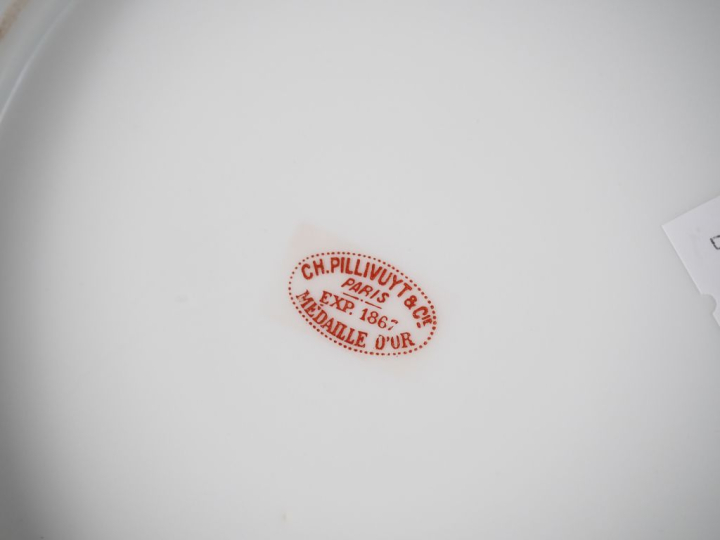 CH. PILLIVUYT & CIE
PARIS
EXP. 1867
MÉDAILLE D'OR